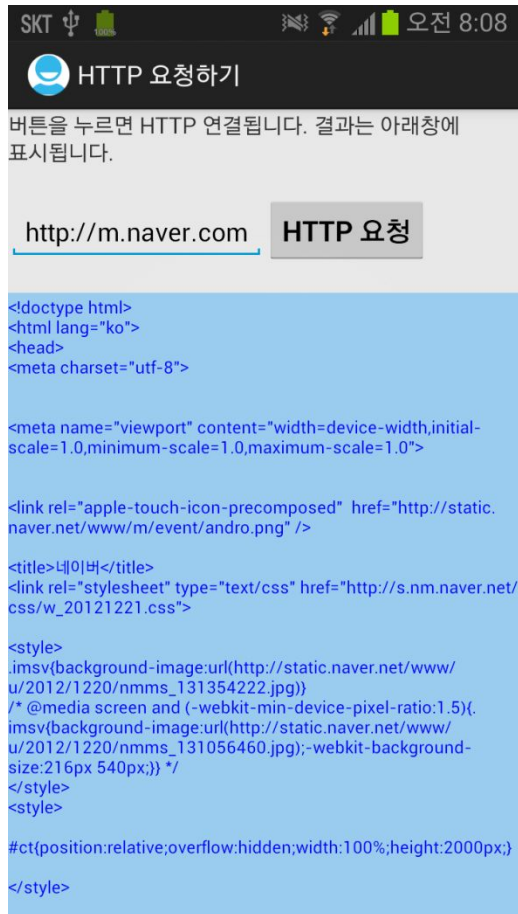 SKT 100% 오전 8:08
HTTP 요청하기
버튼을 누르면 HTTP 연결됩니다. 결과는 아래창에
표시됩니다.
http://m.naver.com HTTP 요청
<!doctype html>
<html lang="ko">
<head>
<meta charset="utf-8">
<meta name="viewport" content="width=device-width,initial-
scale=1.0,minimum-scale=1.0,maximum-scale=1.0">
<link rel="apple-touch-icon-precomposed"  href="http://static.
naver.net/www/m/event/andro.png" />
<title>네이버</title>
<link rel="stylesheet" type="text/css" href="http://s.nm.naver.net/
css/w_20121221.css">
<style>
.imsv{background-image:url(http://static.naver.net/www/
u/2012/1220/nmms_131354222.jpg)}
/* @media screen and (-webkit-min-device-pixel-ratio:1.5){.
imsv{background-image:url(http://static.naver.net/www/
u/2012/1220/nmms_131056460.jpg);-webkit-background-
size:216px 540px;}} */
</style>
<style>
#ct{position:relative;overflow:hidden;width:100%;height:2000px;}
</style>